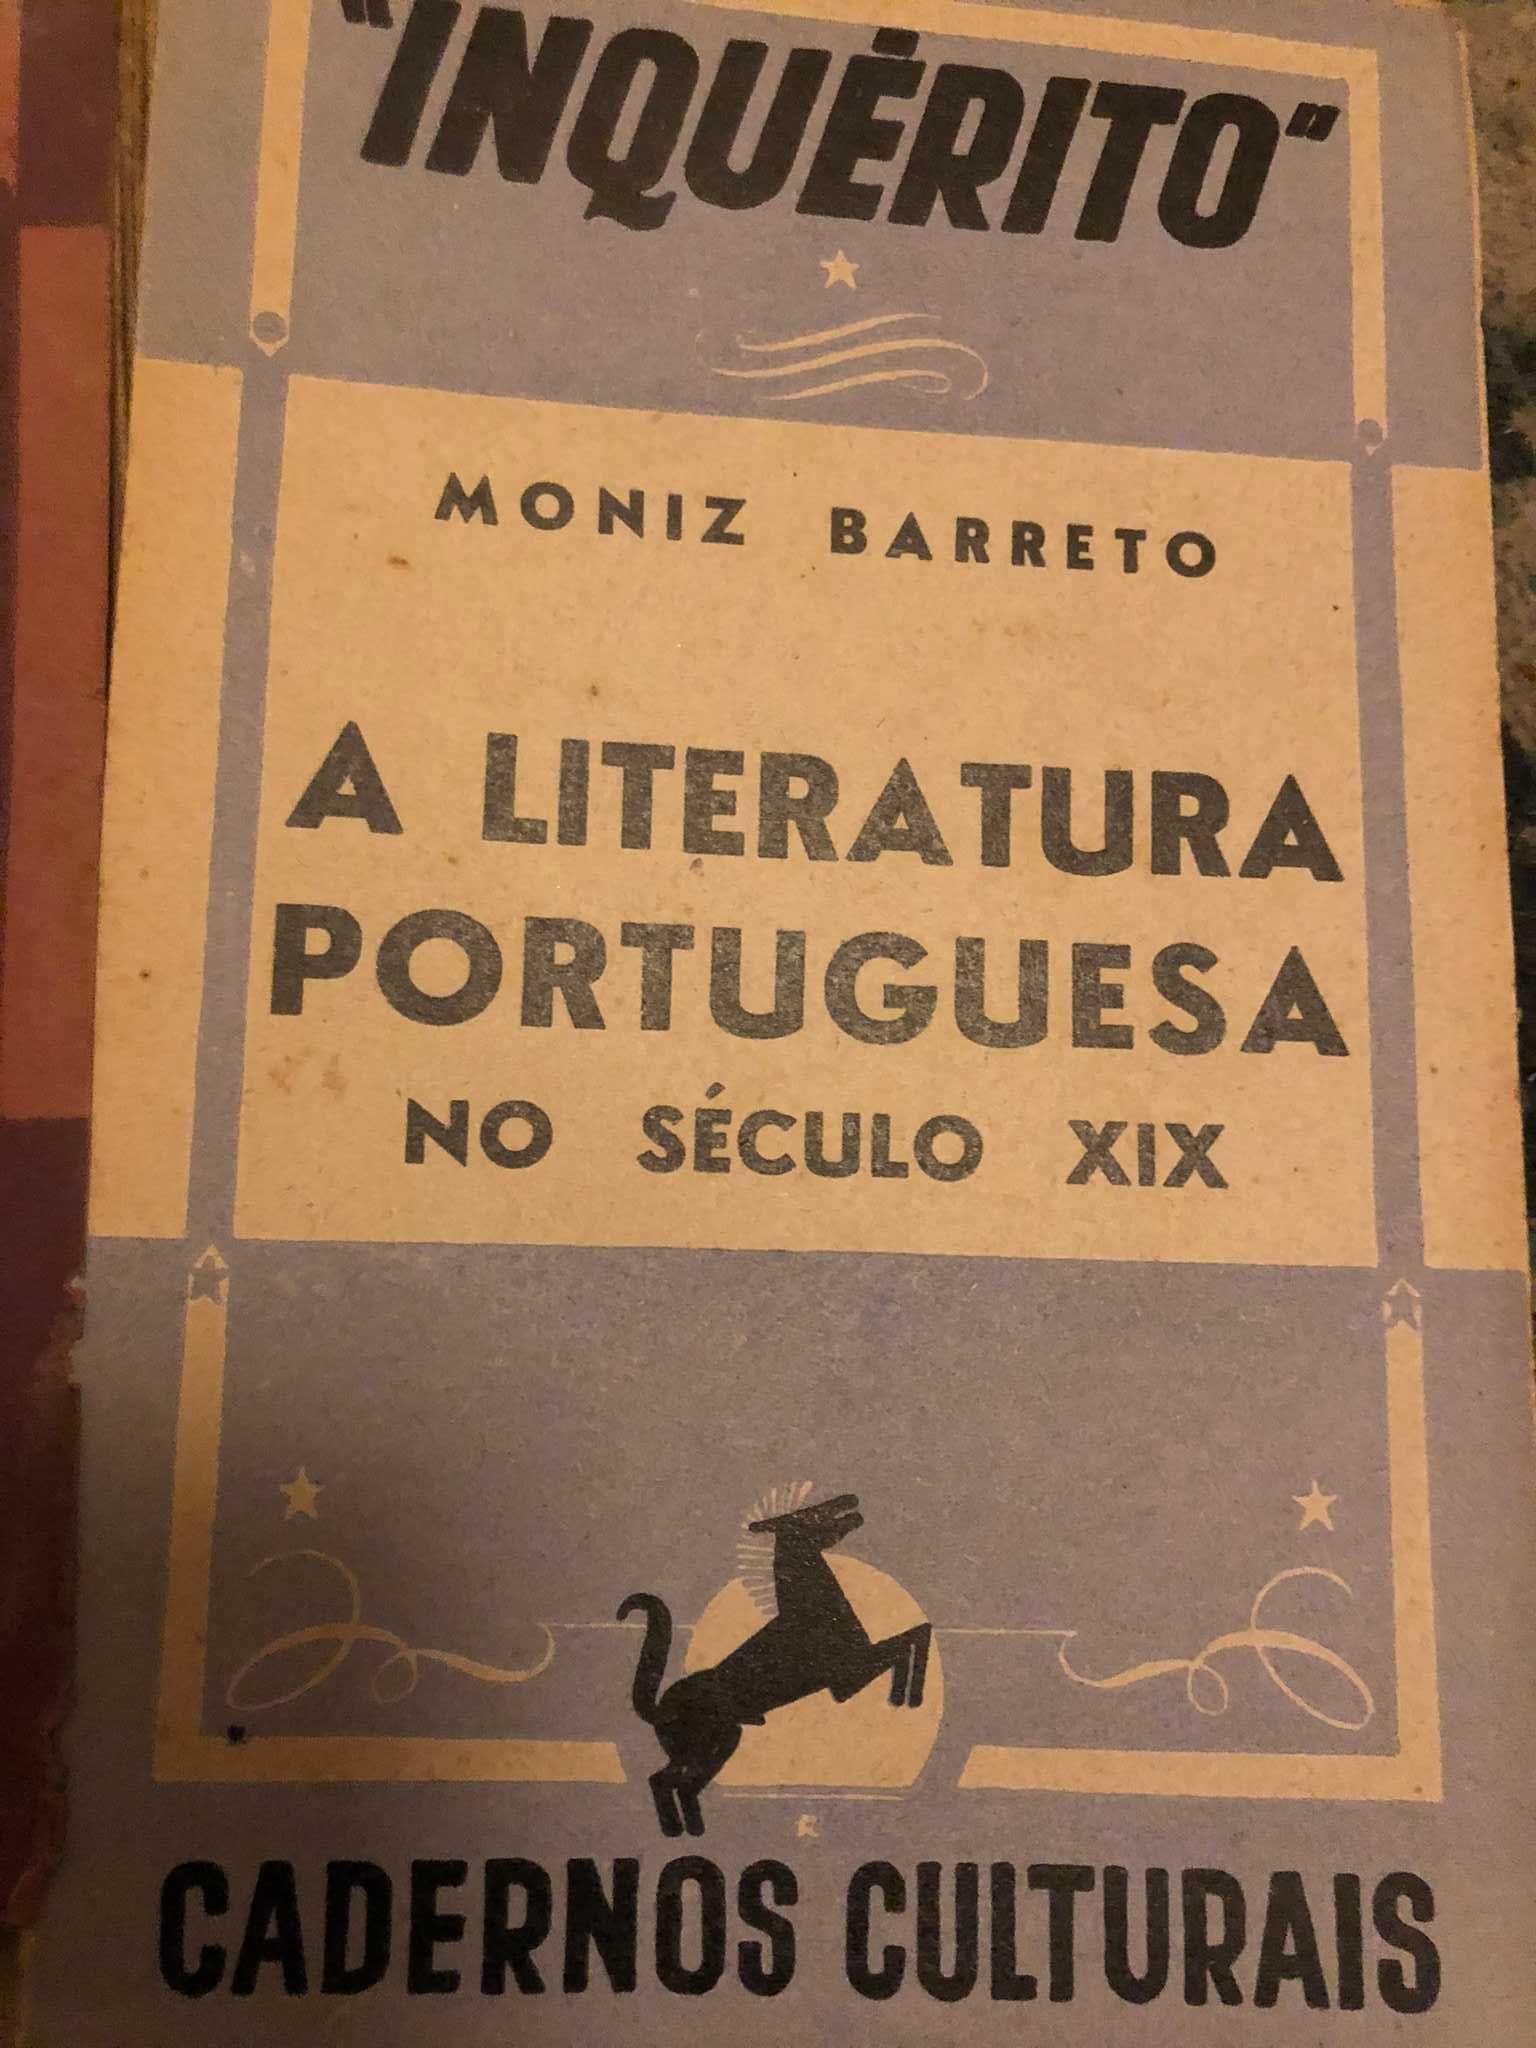 "INQUÉRITO"
MONIZ BARRETO
A LITERATURA
PORTUGUESA
NO SÉCULO XIX
CADERNOS CULTURAIS